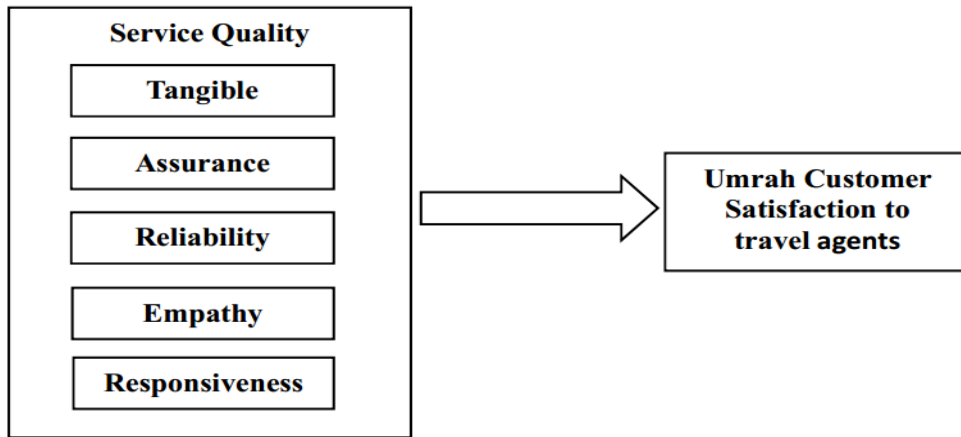 Service Quality
Tangible
Assurance
Reliability
Empathy
Responsiveness
Umrah Customer
Satisfaction to
travel agents